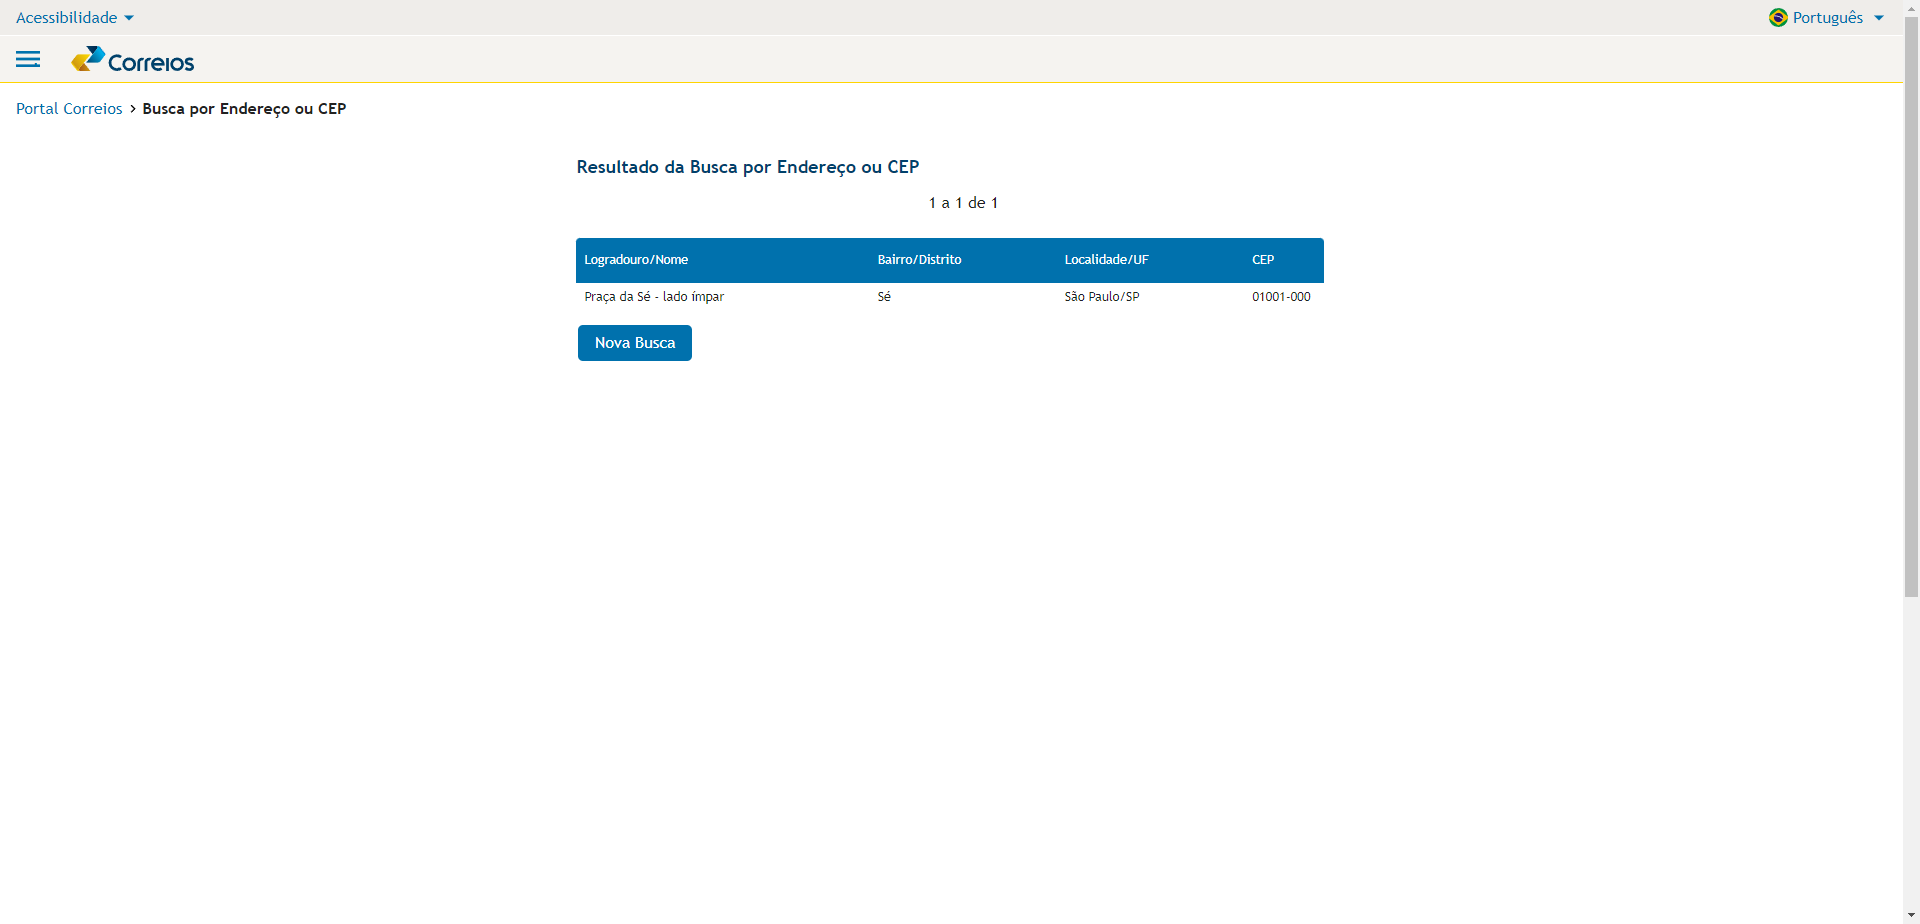 Acessibilidade
Português
Correios
Portal Correios > Busca por Endereço ou CEP
Resultado da Busca por Endereço ou CEP
1 a 1 de 1
Logradouro/Nome Bairro/Distrito Localidade/UF CEP
Praça da Sé - lado ímpar Sé São Paulo/SP 01001-000
Nova Busca